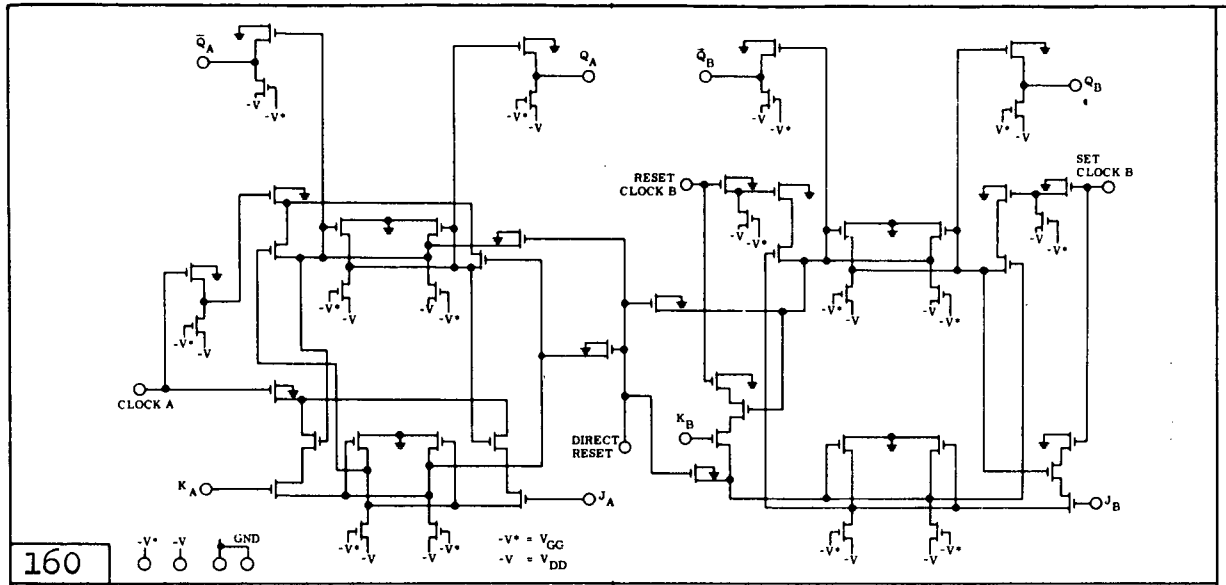 Q̅A
QA
Q̅B
QB
-V
-V*
-V*
-V
-V
-V*
V*
-V
RESET
CLOCK B
SET
CLOCK B
-V
-V*
-V
-V*
-V*
-V
-V
-V*
-V*
-V
-V
-V*
-V*
-V
CLOCK A
KB
DIRECT
RESET
KA
JA
JB
-V*
-V
-V
-V*
-V*
-V
-V
-V*
160
-V*
-V
GND
-V* = VGG
-V = VDD